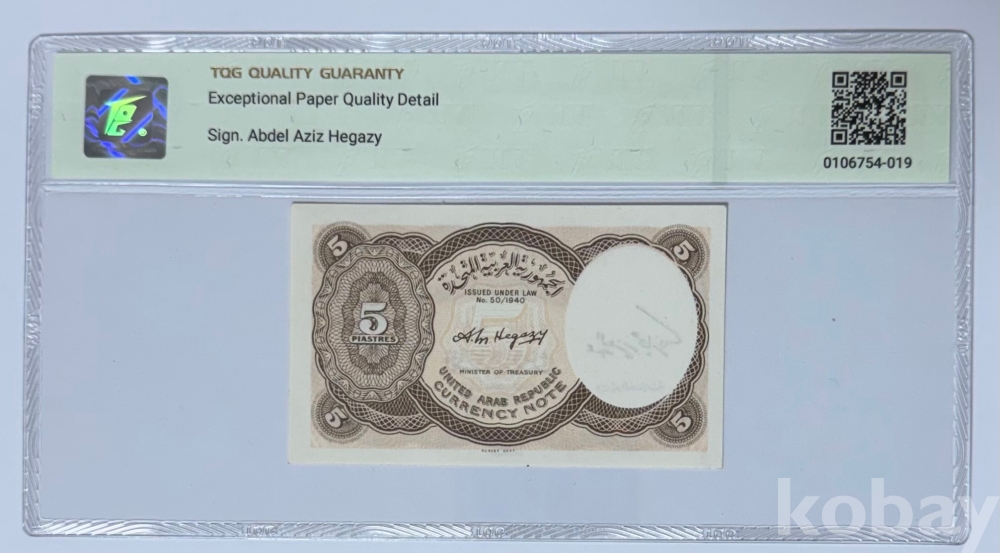 TQG QUALITY GUARANTY
Exceptional Paper Quality Detail
Sign. Abdel Aziz Hegazy
0106754-019
5
5
الجمهورية العربية المتحدة
ISSUED UNDER LAW
No. 50/1940
5
PIASTRES
A.M Hegazy
MINISTER OF TREASURY
UNITED ARAB REPUBLIC
CURRENCY NOTE
5
5
kobay